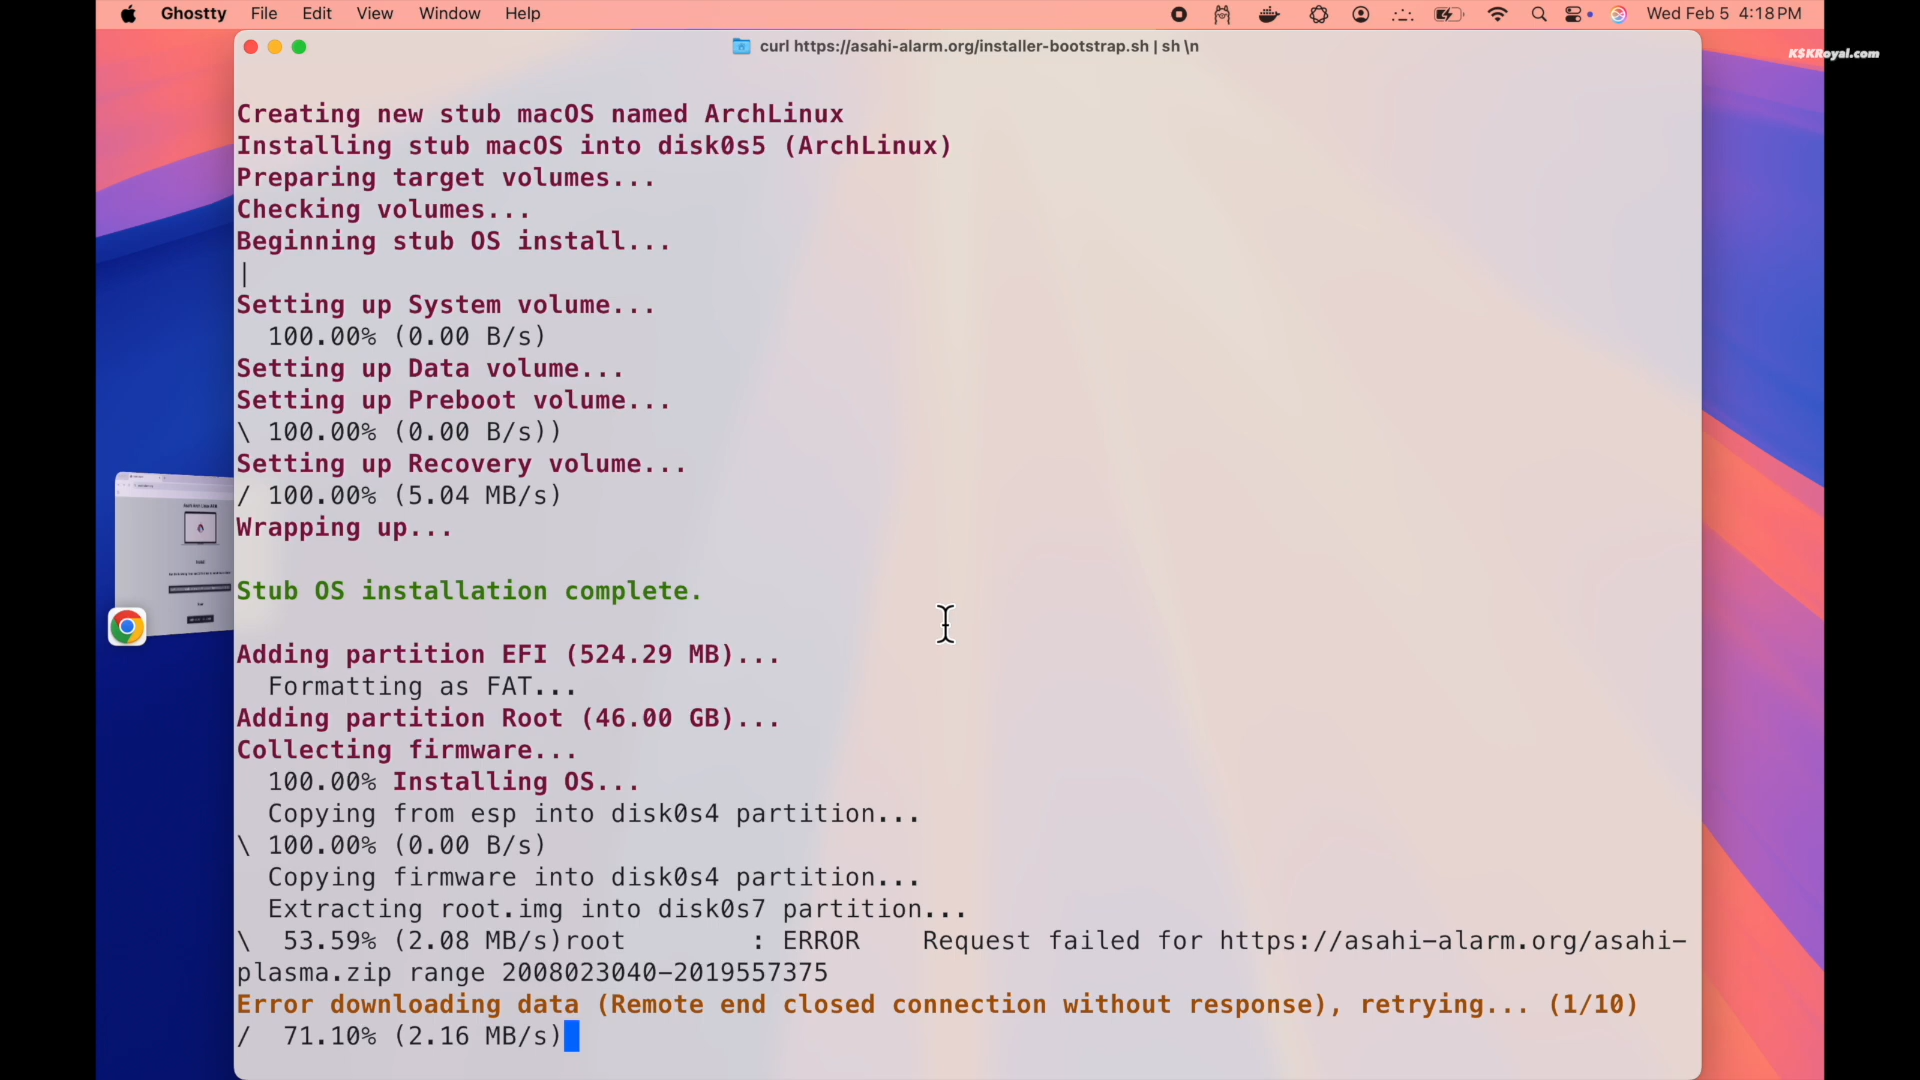 Ghostty File Edit View Window Help
Wed Feb 5 4:18 PM
K$KRoyal.com
curl https://asahi-alarm.org/installer-bootstrap.sh | sh \n
Creating new stub macOS named ArchLinux
Installing stub macOS into disk0s5 (ArchLinux)
Preparing target volumes...
Checking volumes...
Beginning stub OS install...
|
Setting up System volume...
100.00% (0.00 B/s)
Setting up Data volume...
Setting up Preboot volume...
\ 100.00% (0.00 B/s))
Setting up Recovery volume...
/ 100.00% (5.04 MB/s)
Wrapping up...
Stub OS installation complete.
Adding partition EFI (524.29 MB)...
Formatting as FAT...
Adding partition Root (46.00 GB)...
Collecting firmware...
100.00% Installing OS...
Copying from esp into disk0s4 partition...
\ 100.00% (0.00 B/s)
Copying firmware into disk0s4 partition...
Extracting root.img into disk0s7 partition...
\ 53.59% (2.08 MB/s)root : ERROR Request failed for https://asahi-alarm.org/asahi-
plasma.zip range 2008023040-2019557375
Error downloading data (Remote end closed connection without response), retrying... (1/10)
/ 71.10% (2.16 MB/s)